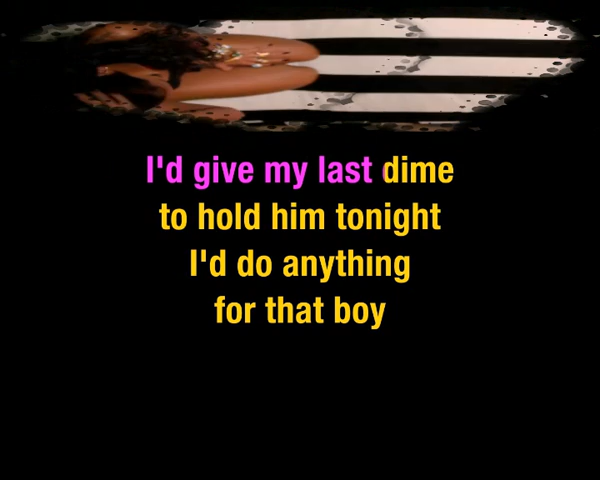 I'd give my last dime
to hold him tonight
I'd do anything
for that boy